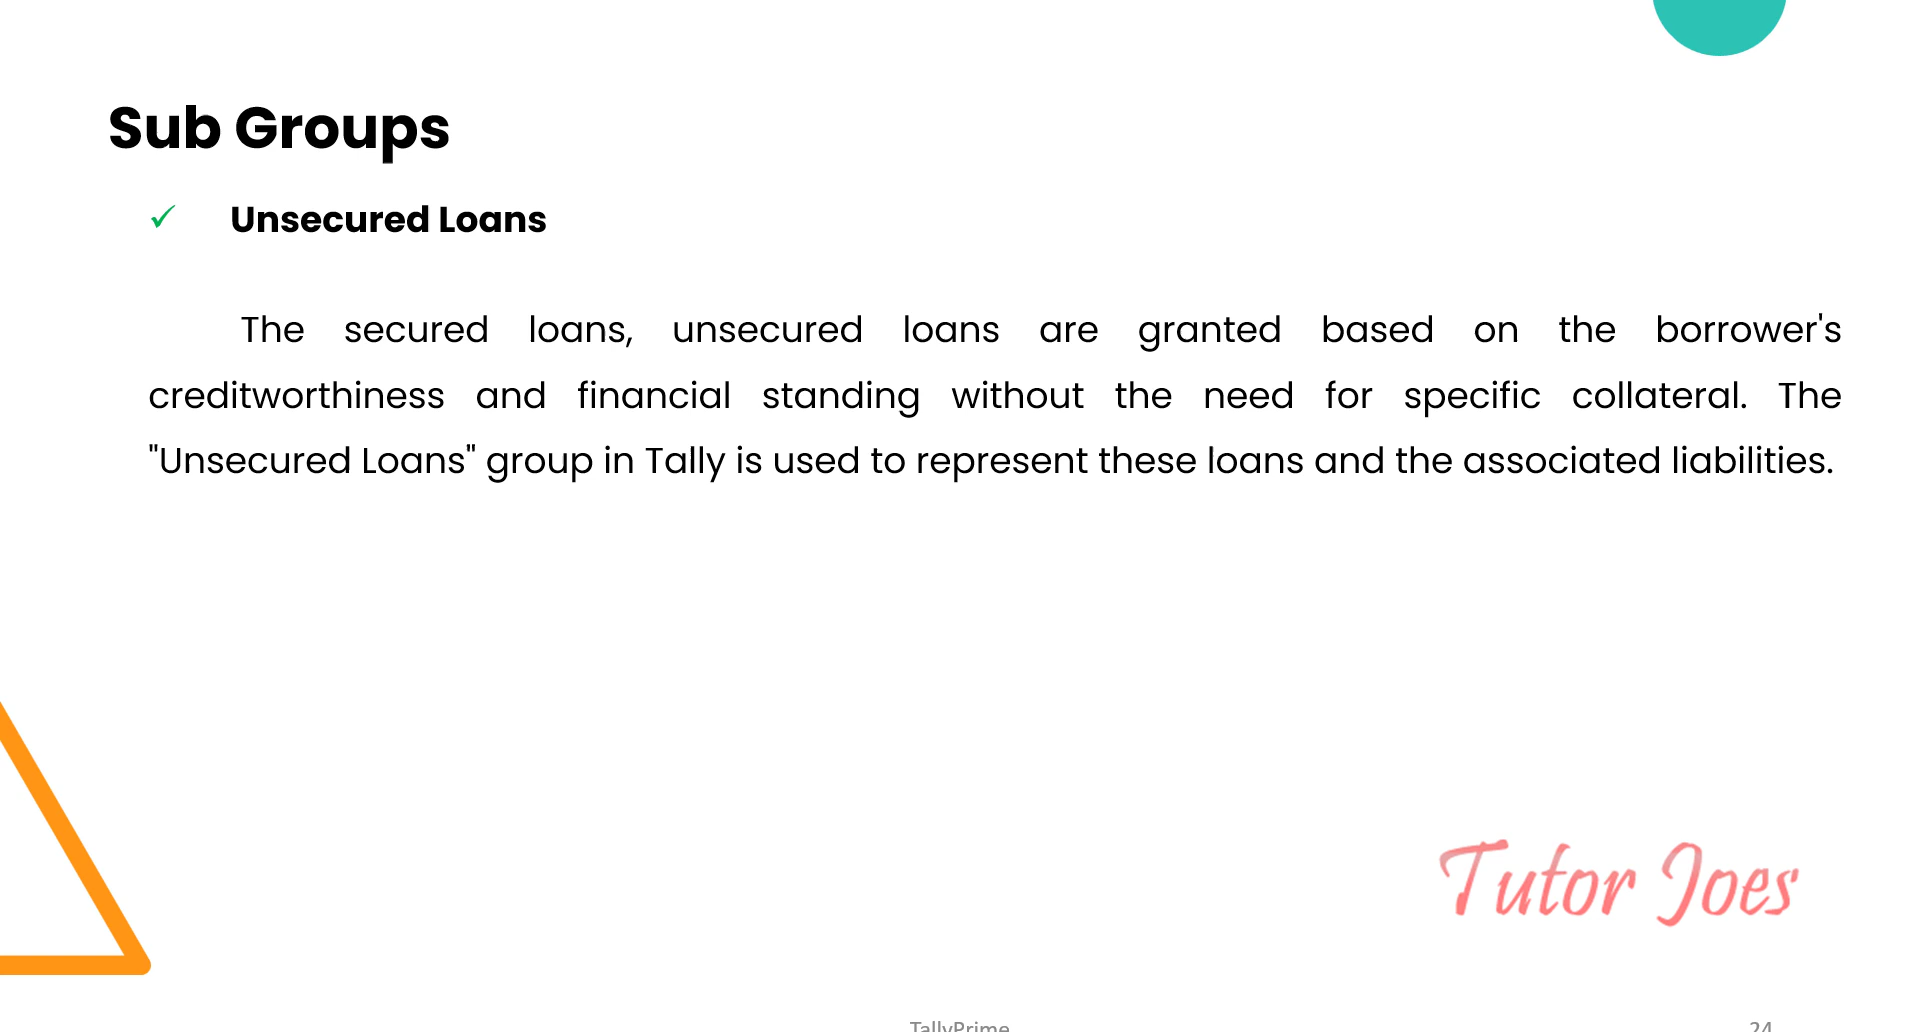 Sub Groups
✓ Unsecured Loans
The secured loans, unsecured loans are granted based on the borrower's
creditworthiness and financial standing without the need for specific collateral. The
"Unsecured Loans" group in Tally is used to represent these loans and the associated liabilities.
Tutor Joes
TallyPrime
24